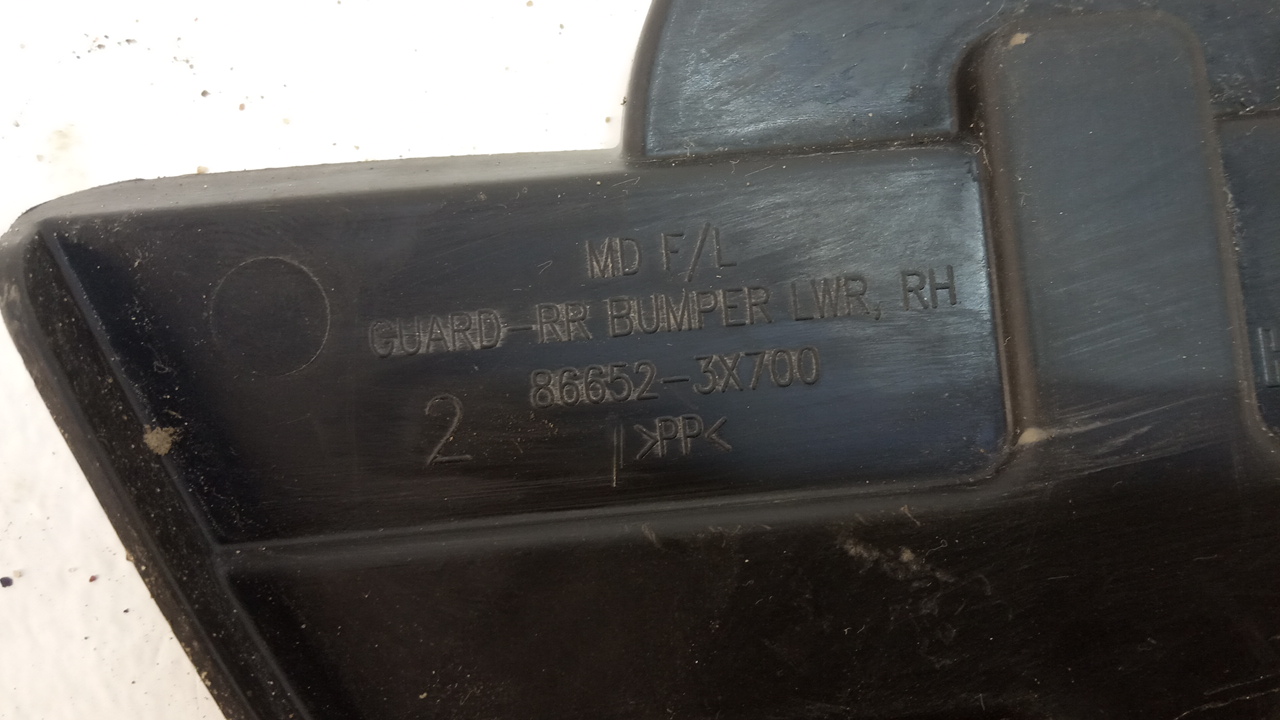 MD F/L
GUARD-RR BUMPER LWR, RH
86652-3X700
2
>PP<